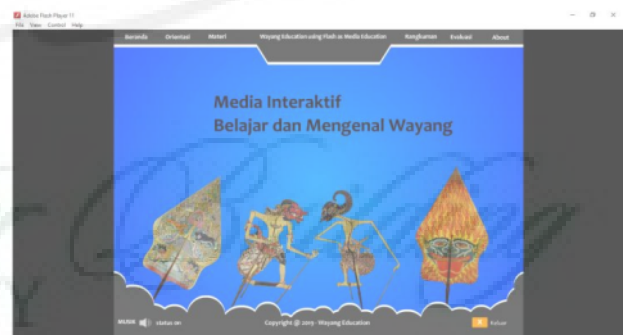 Adobe Flash Player 11
File View Control Help
Beranda Orientasi Materi Wayang Education using Flash as Media Education Rangkuman Evaluasi About
Media Interaktif
Belajar dan Mengenal Wayang
MUSIK status on Copyright @ 2015 - Wayang Education X Keluar